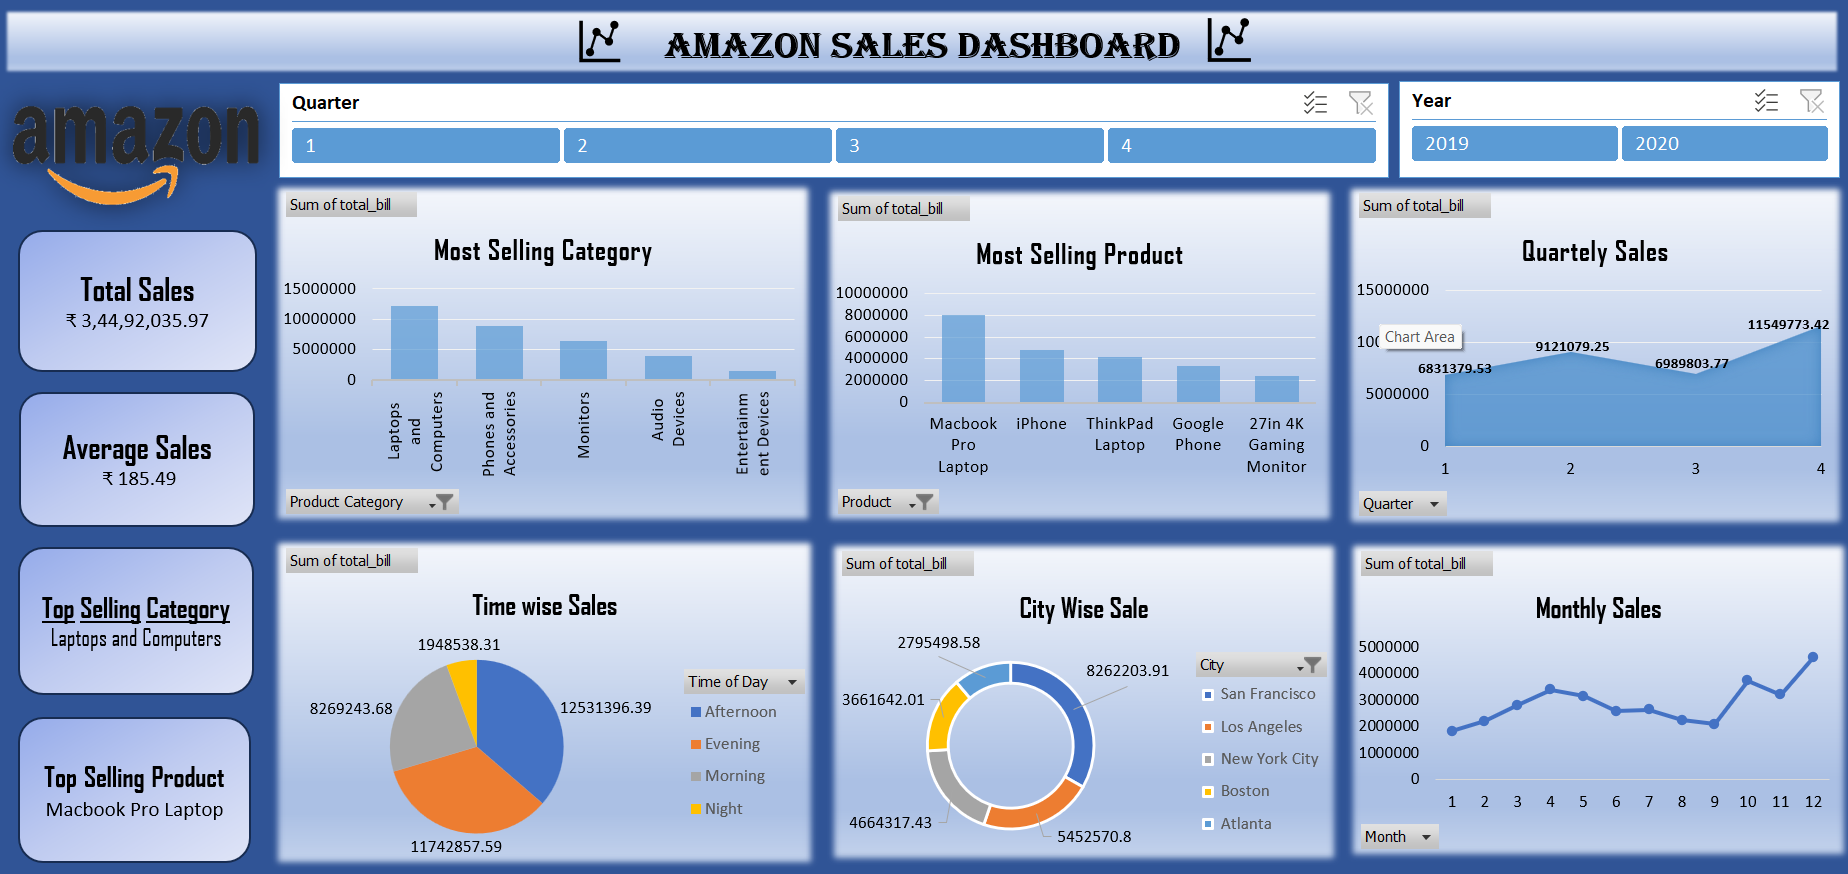 AMAZON SALES DASHBOARD
amazon
Quarter
1
2
3
4
Year
2019
2020
Total Sales
₹ 3,44,92,035.97
Average Sales
₹ 185.49
Top Selling Category
Laptops and Computers
Top Selling Product
Macbook Pro Laptop
Sum of total_bill
Most Selling Category
15000000
10000000
5000000
0
Laptops
and
Computers
Phones and
Accessories
Monitors
Audio
Devices
Entertainm
ent Devices
Product Category
Sum of total_bill
Most Selling Product
10000000
8000000
6000000
4000000
2000000
0
Macbook
Pro
Laptop
iPhone
ThinkPad
Laptop
Google
Phone
27in 4K
Gaming
Monitor
Product
Sum of total_bill
Quartely Sales
15000000
Chart Area
5000000
0
6831379.53
9121079.25
6989803.77
11549773.42
1
2
3
4
Quarter
Sum of total_bill
Time wise Sales
1948538.31
8269243.68
12531396.39
11742857.59
Time of Day
Afternoon
Evening
Morning
Night
Sum of total_bill
City Wise Sale
2795498.58
8262203.91
3661642.01
4664317.43
5452570.8
City
San Francisco
Los Angeles
New York City
Boston
Atlanta
Sum of total_bill
Monthly Sales
5000000
4000000
3000000
2000000
1000000
0
1 2 3 4 5 6 7 8 9 10 11 12
Month